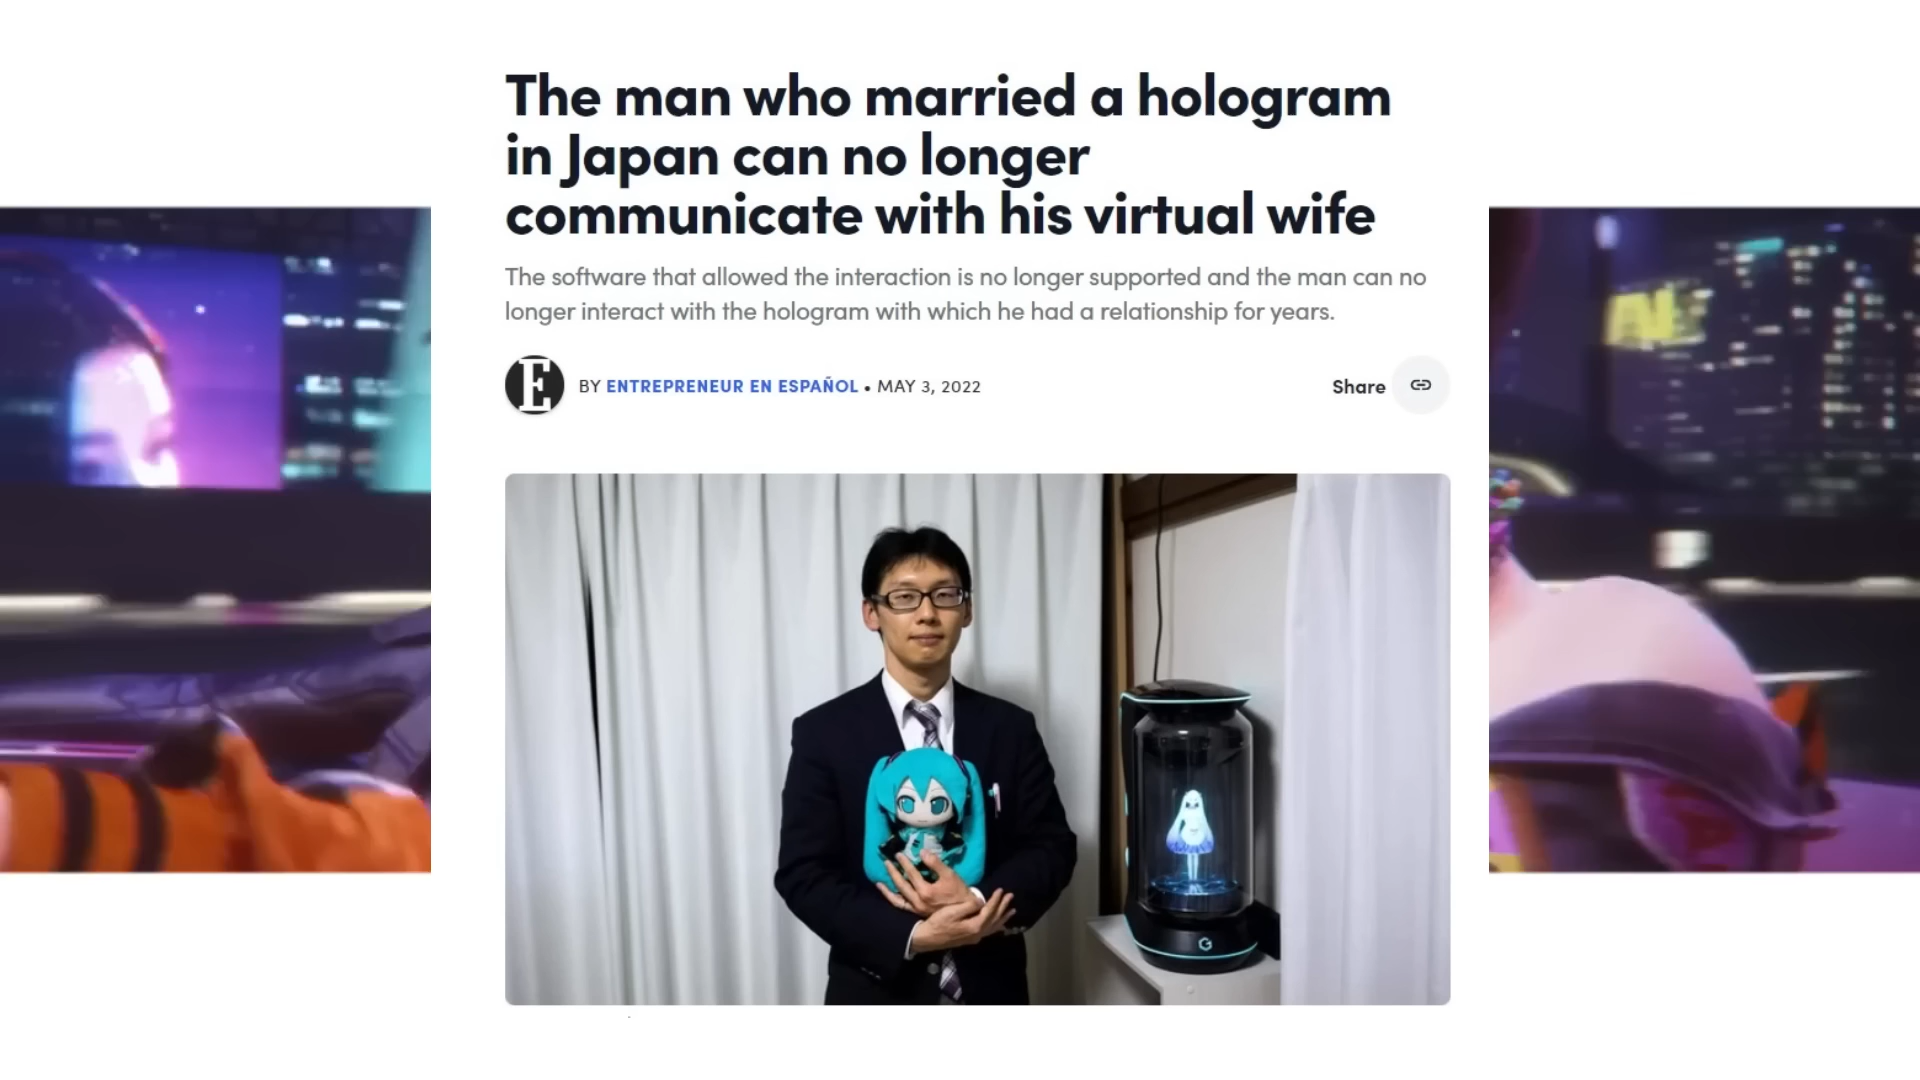 The man who married a hologram
in Japan can no longer
communicate with his virtual wife
The software that allowed the interaction is no longer supported and the man can no
longer interact with the hologram with which he had a relationship for years.
E BY ENTREPRENEUR EN ESPAÑOL • MAY 3, 2022 Share
G